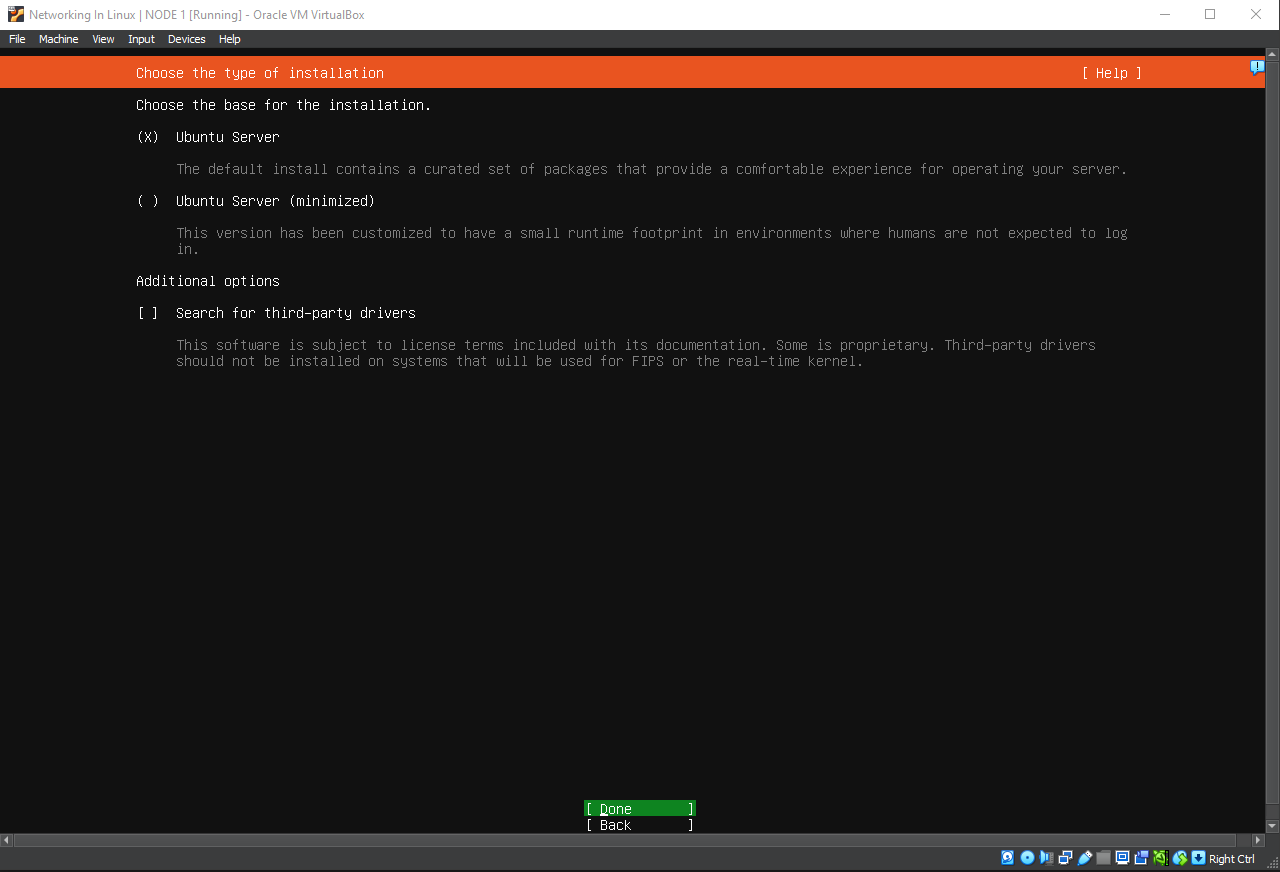 Networking In Linux | NODE 1 [Running] - Oracle VM VirtualBox
File Machine View Input Devices Help
Choose the type of installation [ Help ]
Choose the base for the installation.
(X) Ubuntu Server
The default install contains a curated set of packages that provide a comfortable experience for operating your server.
( ) Ubuntu Server (minimized)
This version has been customized to have a small runtime footprint in environments where humans are not expected to log
in.
Additional options
[ ] Search for third-party drivers
This software is subject to license terms included with its documentation. Some is proprietary. Third-party drivers
should not be installed on systems that will be used for FIPS or the real-time kernel.
[ Done ]
[ Back ]
Right Ctrl